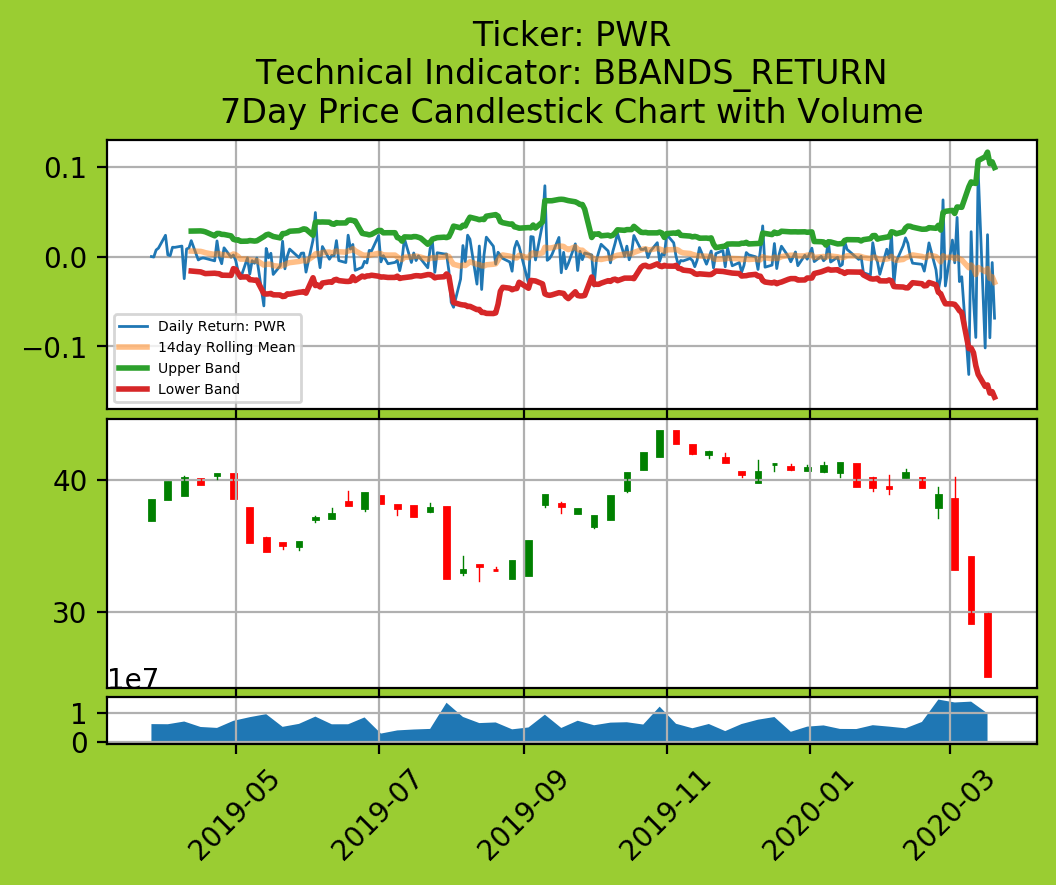 Ticker: PWR
Technical Indicator: BBANDS_RETURN
7Day Price Candlestick Chart with Volume
0.1
0.0
−0.1
Daily Return: PWR
14day Rolling Mean
Upper Band
Lower Band
40
30
1e7
1
0
2019-05
2019-07
2019-09
2019-11
2020-01
2020-03